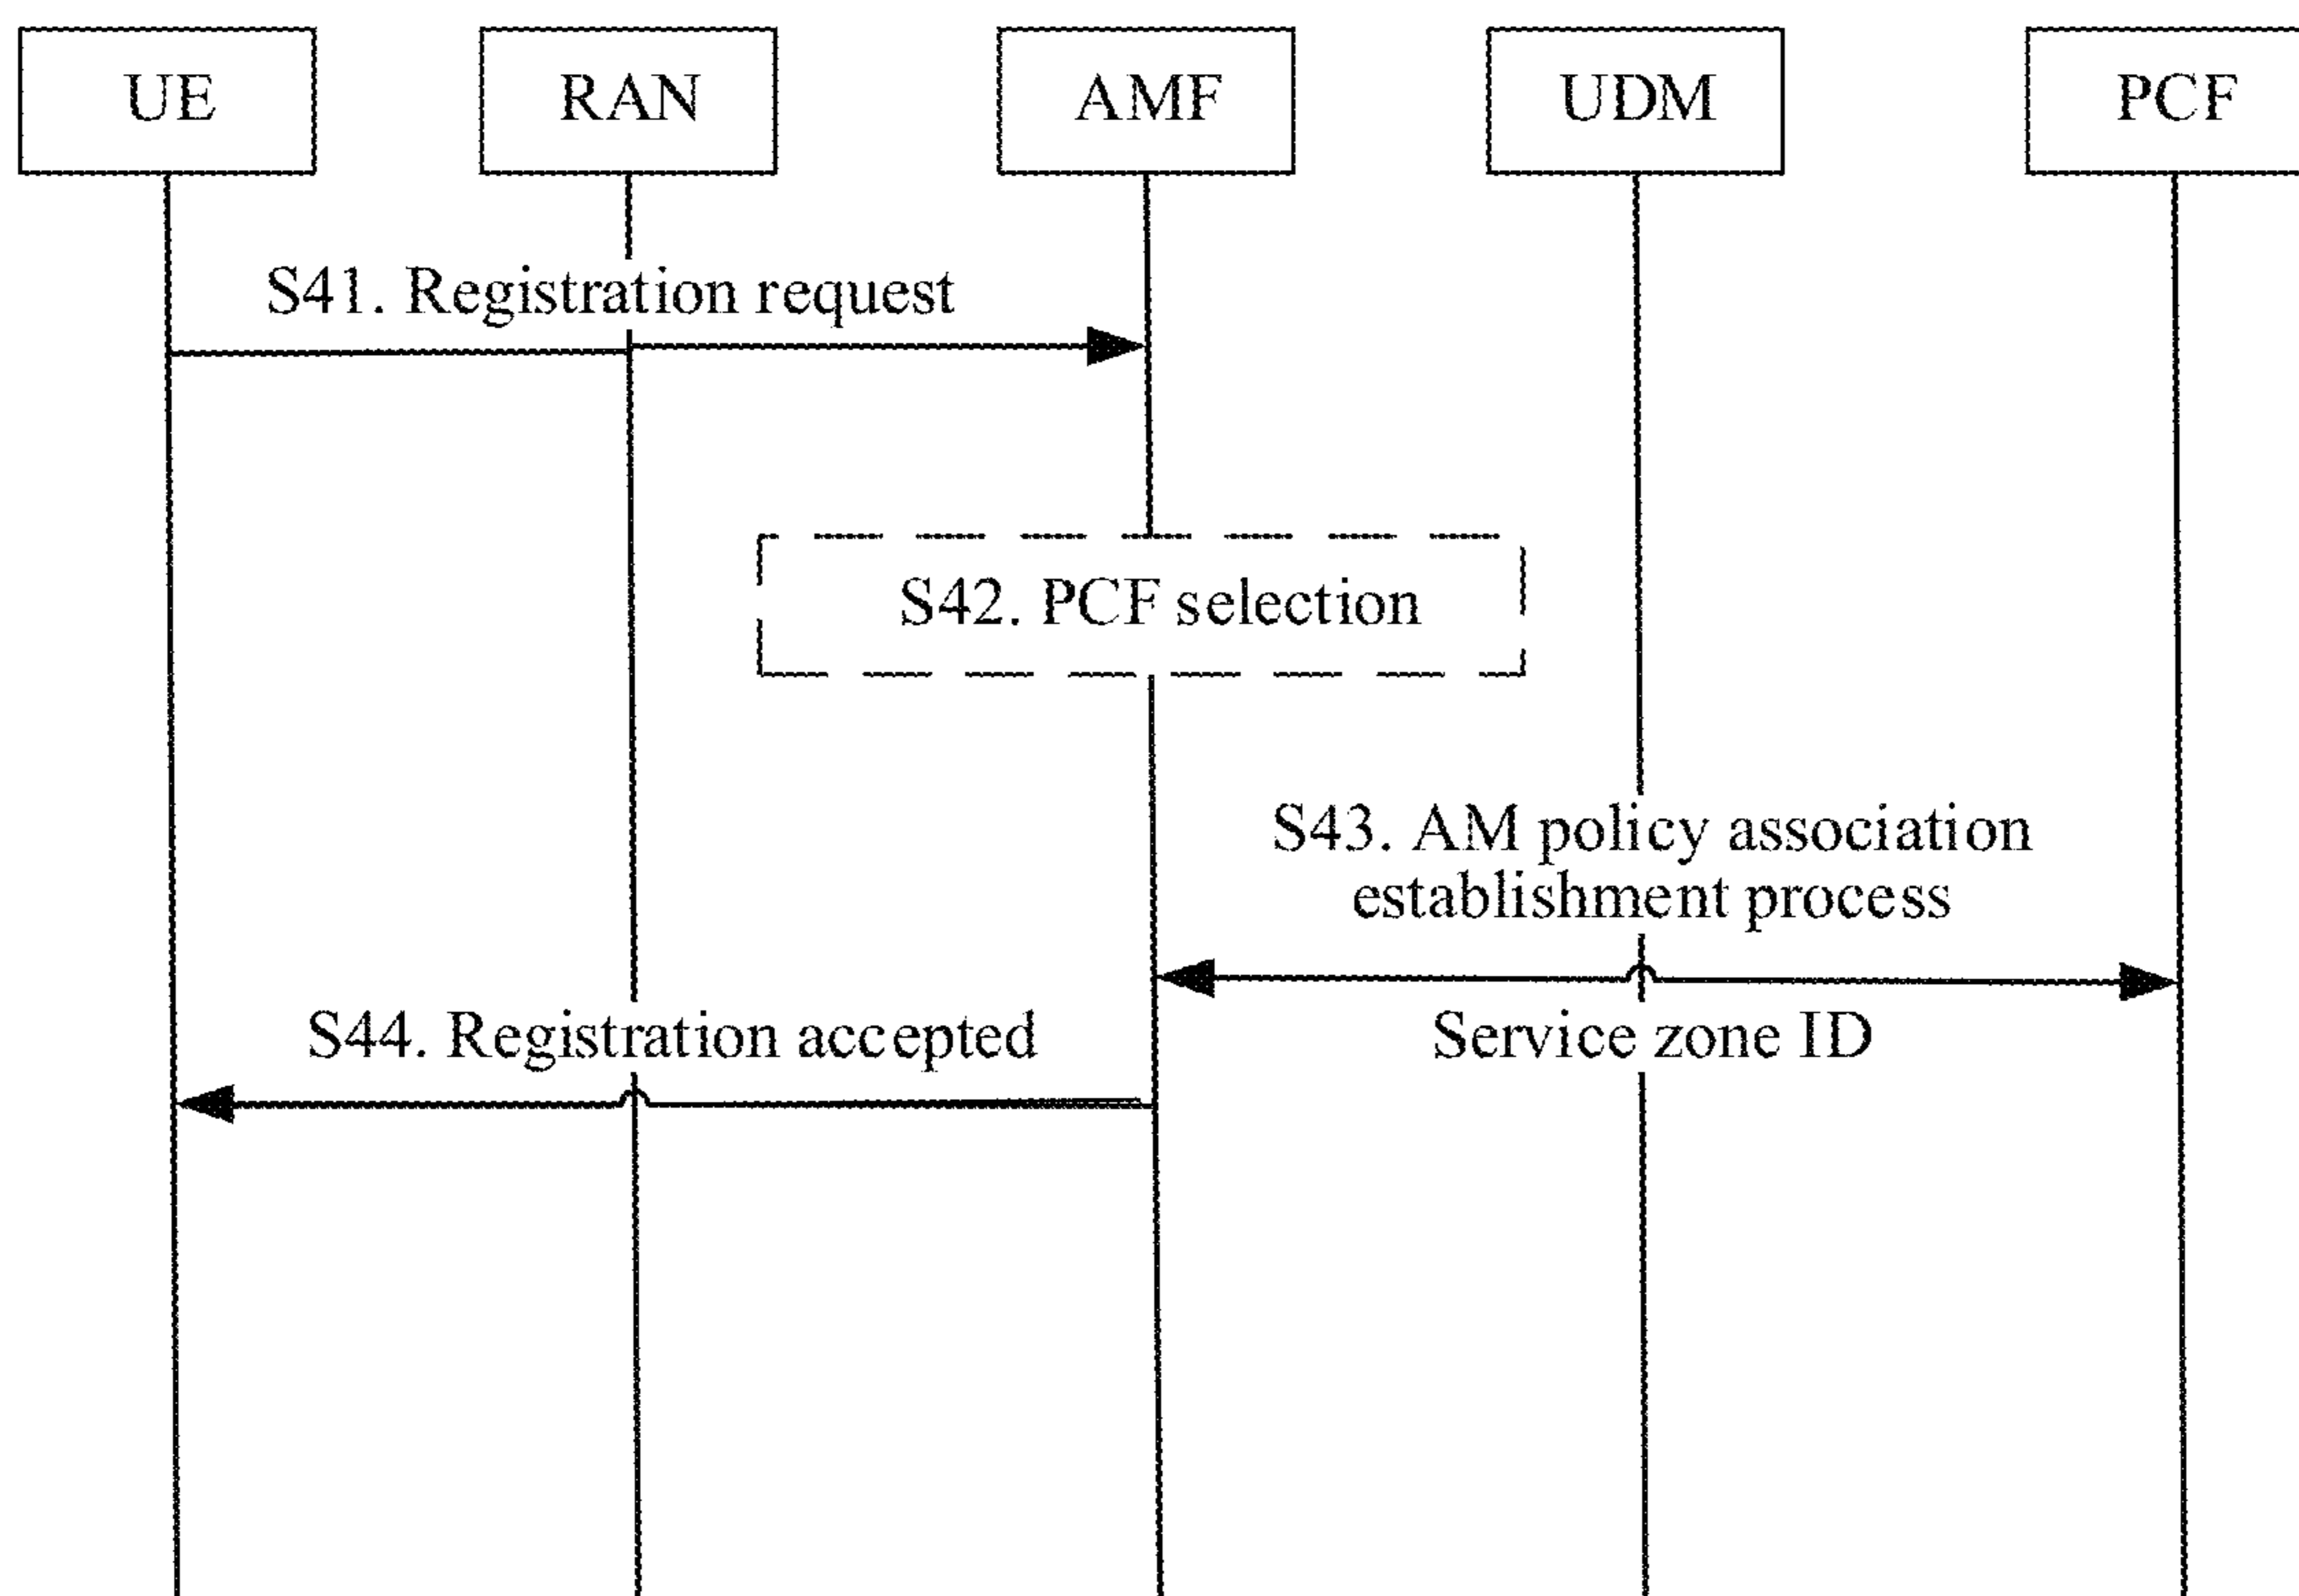 UE
RAN
AMF
UDM
PCF
S41. Registration request
S42. PCF selection
S43. AM policy association
establishment process
S44. Registration accepted
Service zone ID